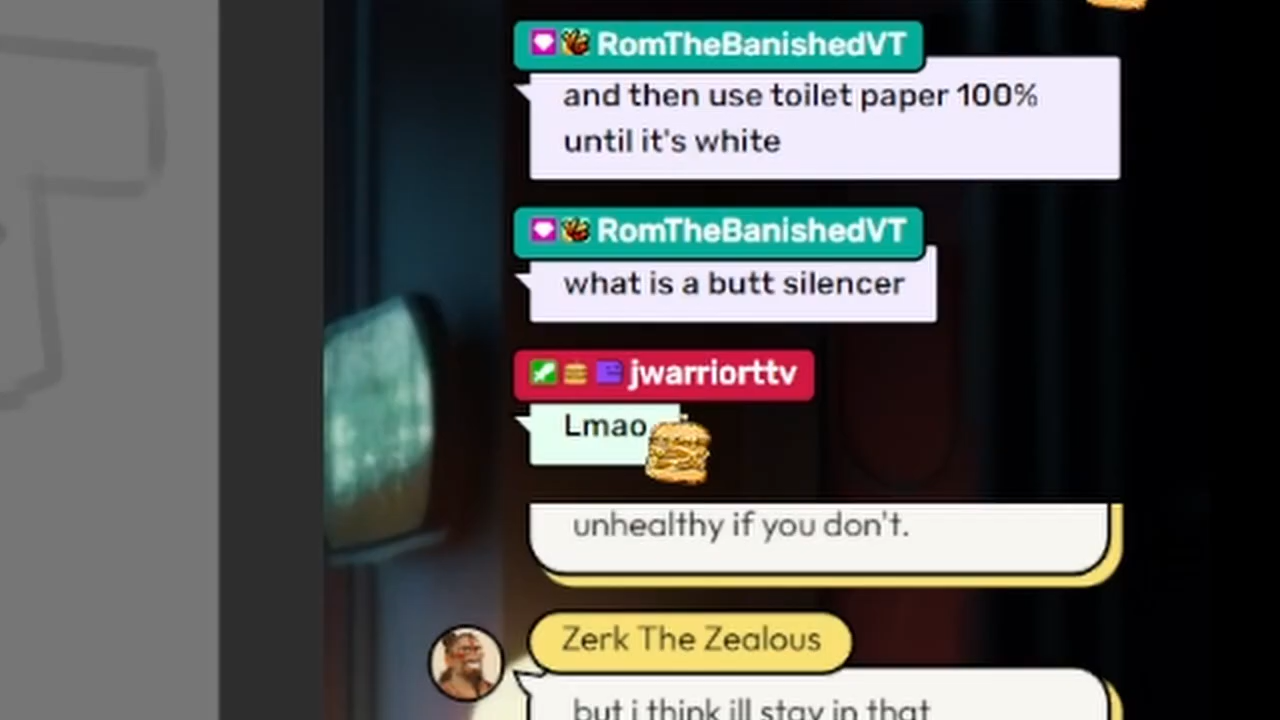 RomTheBanishedVT
and then use toilet paper 100%
until it's white
RomTheBanishedVT
what is a butt silencer
jwarriorttv
Lmao
unhealthy if you don't.
Zerk The Zealous
but i think ill stay in that